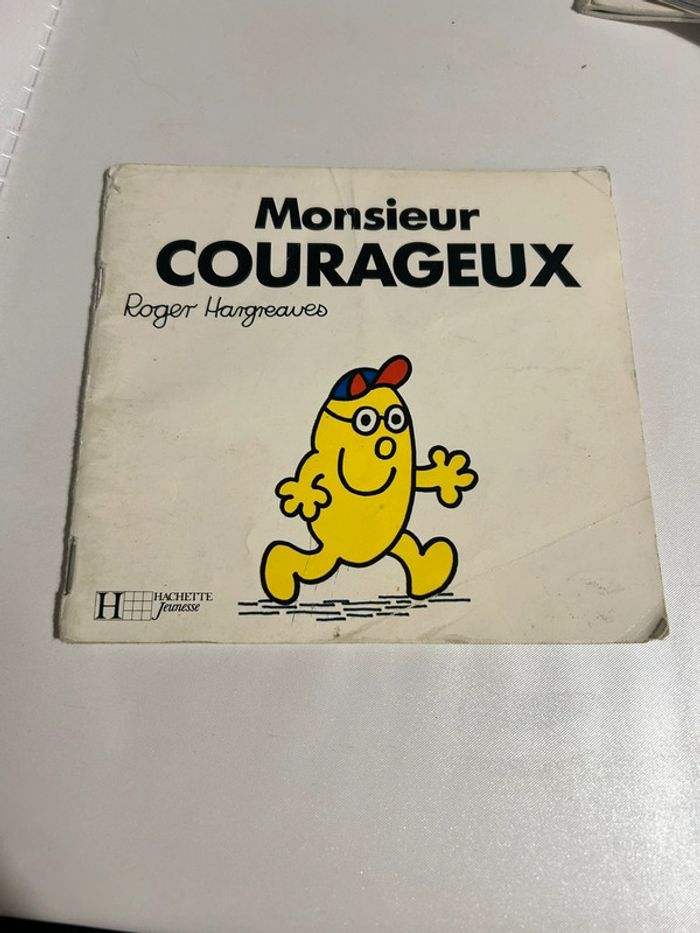 Monsieur
COURAGEUX
Roger Hargreaves
H HACHETTE
Jeunesse